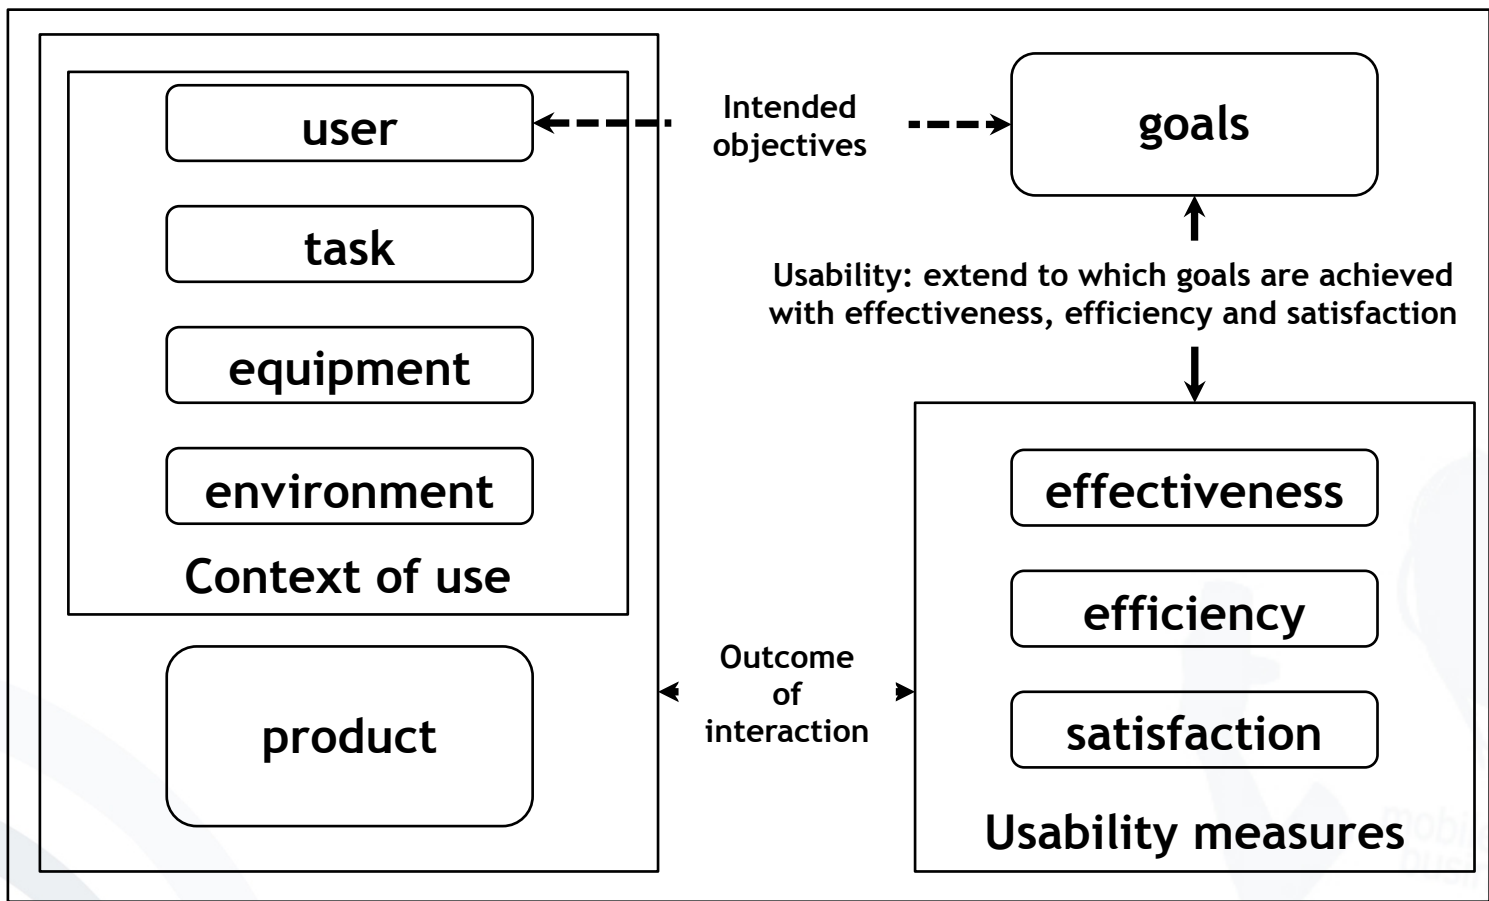 user
task
equipment
environment
Context of use
product
Intended
objectives
goals
Usability: extend to which goals are achieved
with effectiveness, efficiency and satisfaction
Outcome
of
interaction
effectiveness
efficiency
satisfaction
Usability measures